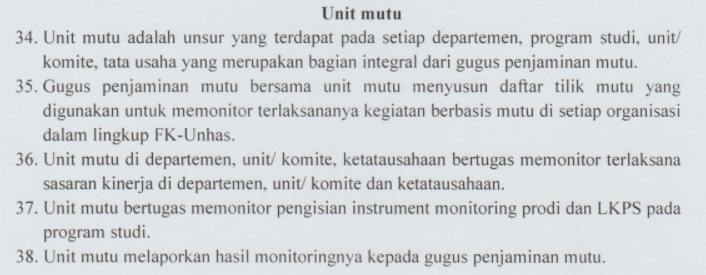 Unit mutu
34. Unit mutu adalah unsur yang terdapat pada setiap departemen, program studi, unit/
komite, tata usaha yang merupakan bagian integral dari gugus penjaminan mutu.
35. Gugus penjaminan mutu bersama unit mutu menyusun daftar tilik mutu yang
digunakan untuk memonitor terlaksananya kegiatan berbasis mutu di setiap organisasi
dalam lingkup FK-Unhas.
36. Unit mutu di departemen, unit/ komite, ketatausahaan bertugas memonitor terlaksana
sasaran kinerja di departemen, unit/ komite dan ketatausahaan.
37. Unit mutu bertugas memonitor pengisian instrument monitoring prodi dan LKPS pada
program studi.
38. Unit mutu melaporkan hasil monitoringnya kepada gugus penjaminan mutu.